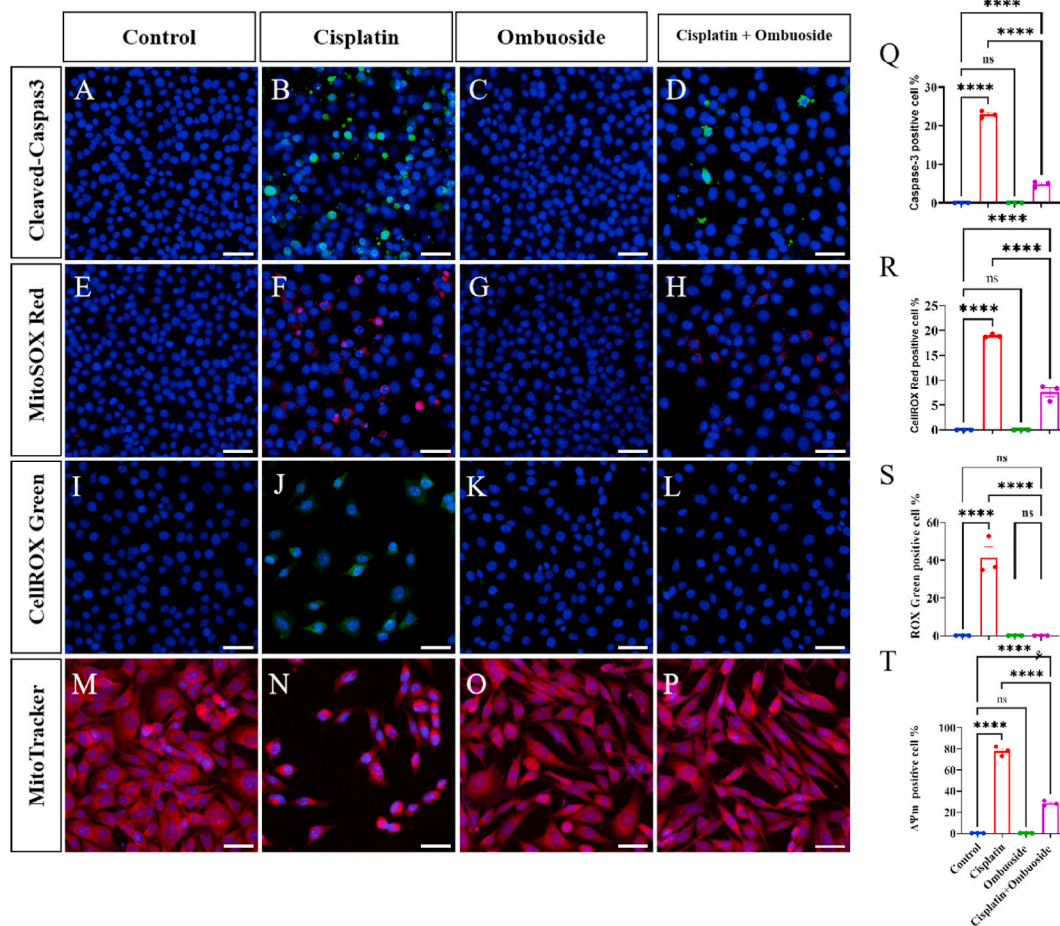 Control
Cisplatin
Ombuoside
Cisplatin + Ombuoside
Cleaved-Caspas3
A
B
C
D
MitoSOX Red
E
F
G
H
CellROX Green
I
J
K
L
MitoTracker
M
N
O
P
Q
Caspase-3 positive cell %
30
20
10
0
****
****
ns
****
R
CellROX Red positive cell %
25
20
15
10
5
0
****
****
ns
****
S
ROX Green positive cell %
60
40
20
0
ns
****
****
ns
T
ΔΨm positive cell %
100
80
60
40
20
0
****
****
ns
****
Control
Cisplatin
Ombuoside
Cisplatin+Ombuoside